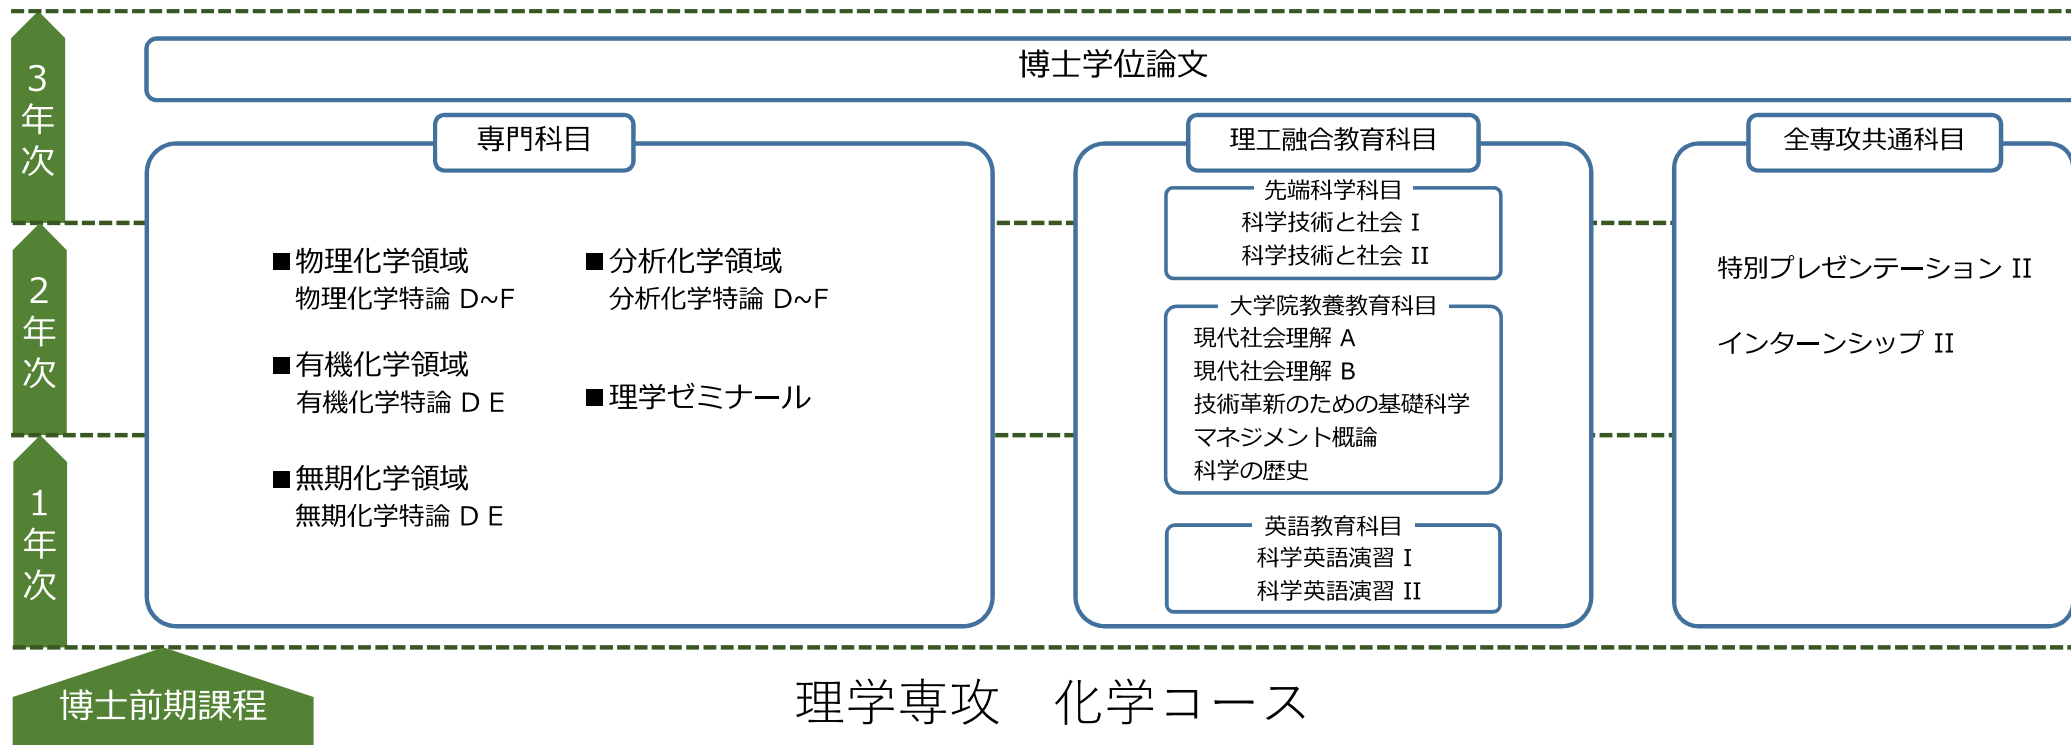 3年次
博士学位論文
専門科目
■物理化学領域
物理化学特論 D~F
■有機化学領域
有機化学特論 D E
■無期化学領域
無期化学特論 D E
■分析化学領域
分析化学特論 D~F
■理学ゼミナール
理工融合教育科目
先端科学科目
科学技術と社会 I
科学技術と社会 II
大学院教養教育科目
現代社会理解 A
現代社会理解 B
技術革新のための基礎科学
マネジメント概論
科学の歴史
英語教育科目
科学英語演習 I
科学英語演習 II
全専攻共通科目
特別プレゼンテーション II
インターンシップ II
2年次
1年次
博士前期課程
理学専攻　化学コース